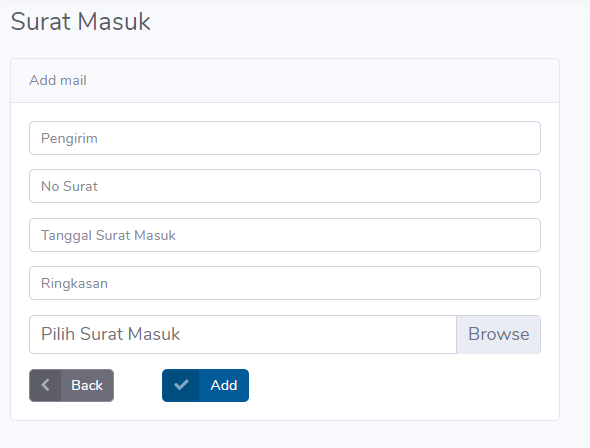 Surat Masuk
Add mail
Pengirim
No Surat
Tanggal Surat Masuk
Ringkasan
Pilih Surat Masuk Browse
Back Add